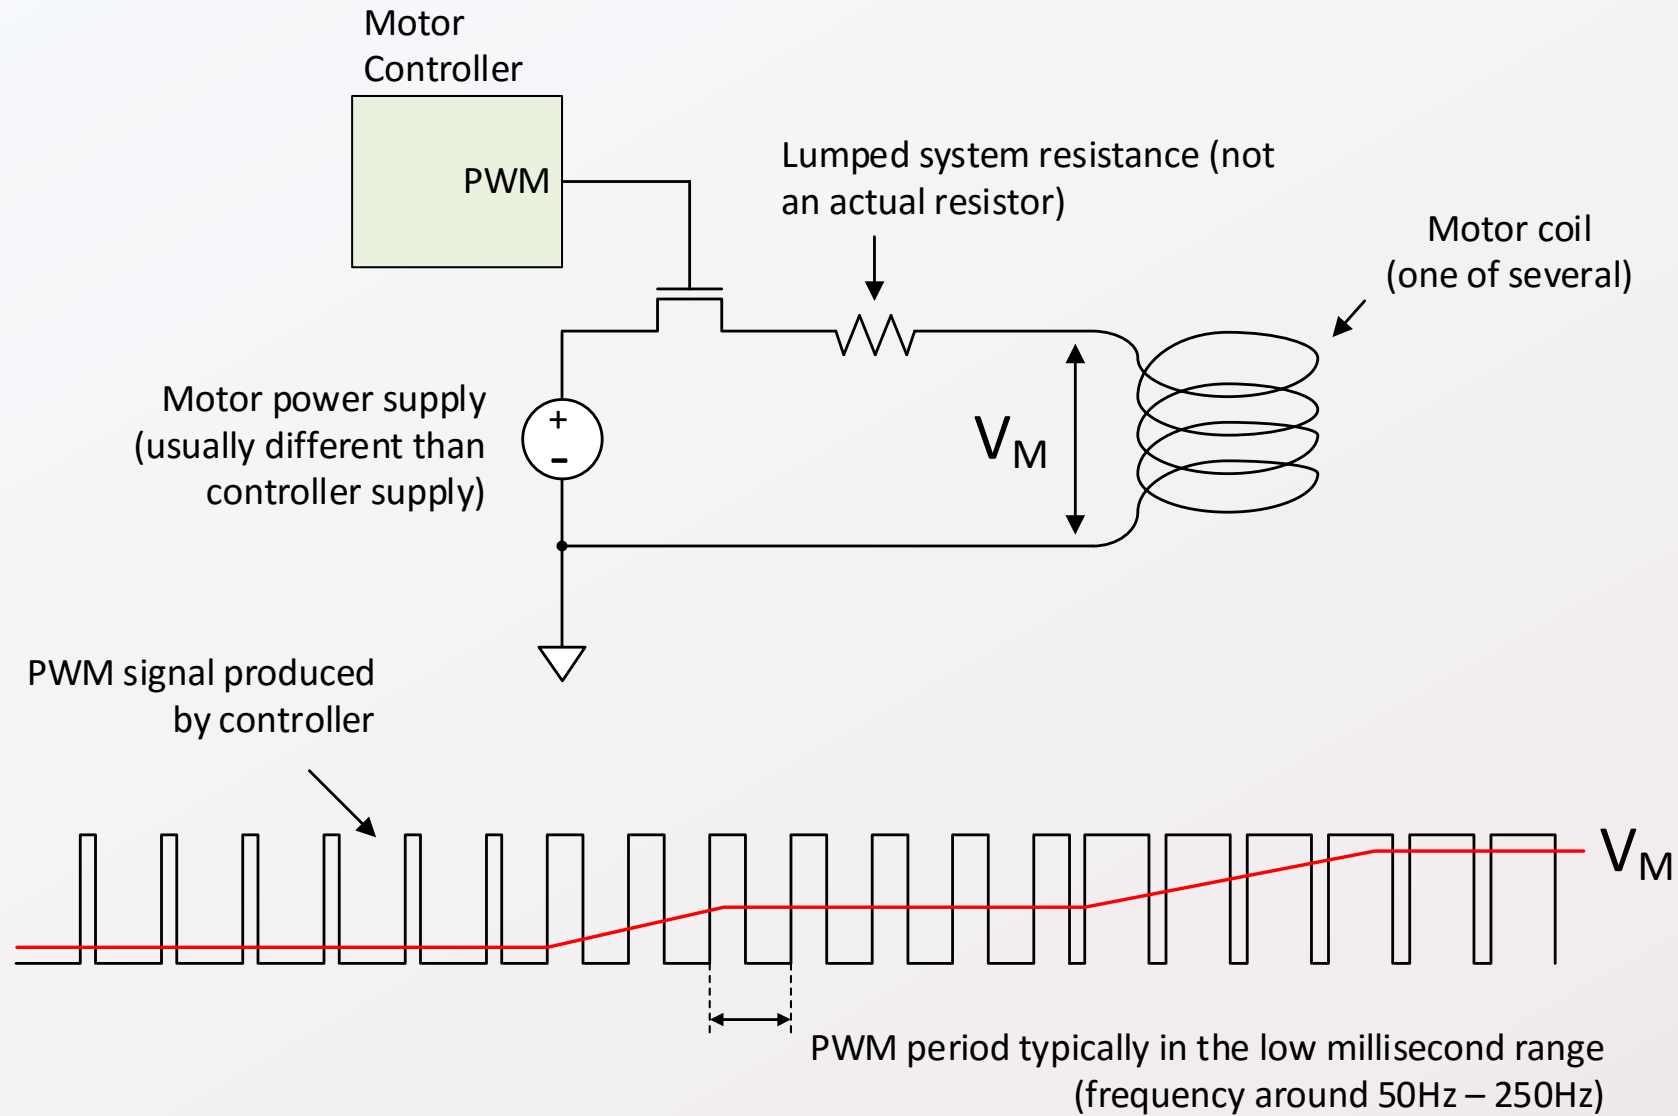 Motor
Controller
PWM
Lumped system resistance (not
an actual resistor)
Motor coil
(one of several)
Motor power supply
(usually different than
controller supply)
+
-
VM
PWM signal produced
by controller
VM
PWM period typically in the low millisecond range
(frequency around 50Hz – 250Hz)